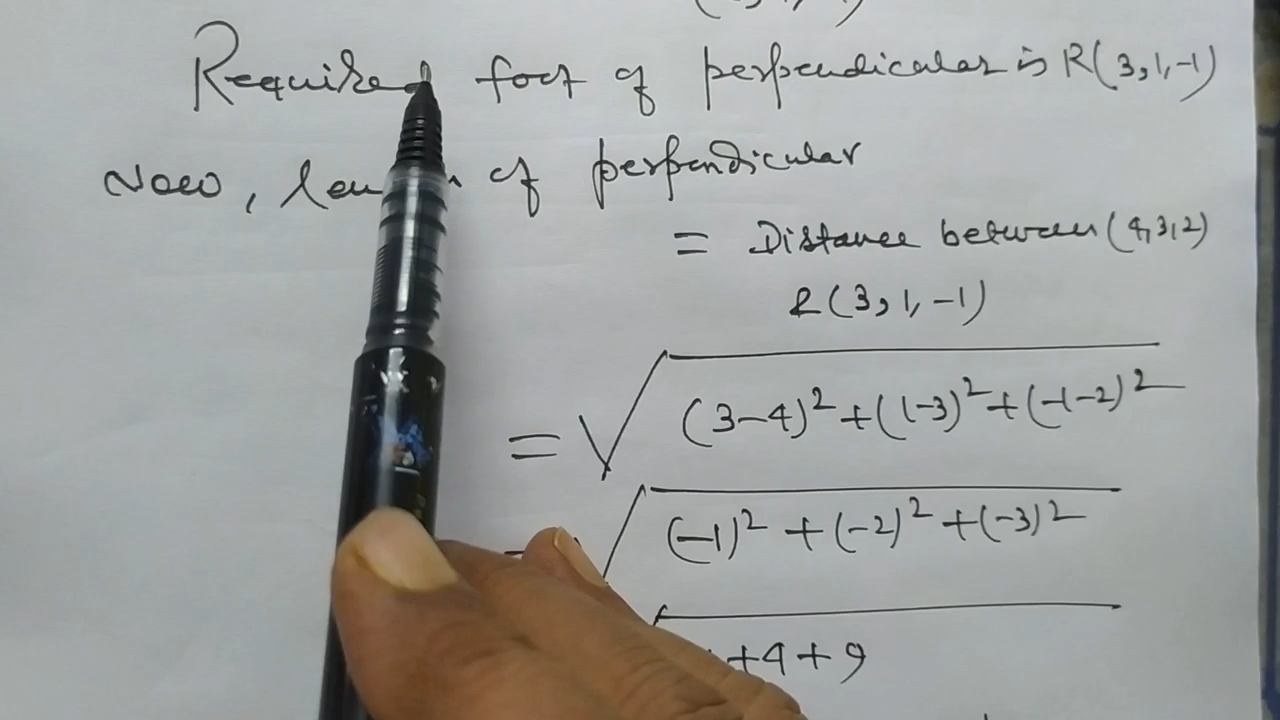 Required foot of perpendicular is R(3,1,-1)
Now, of perpendicular
= Distance between (4,3,2)
R(3,1,-1)
= √(3-4)²+(1-3)²+(-1-2)²
√(-1)²+(-2)²+(-3)²
+4+9